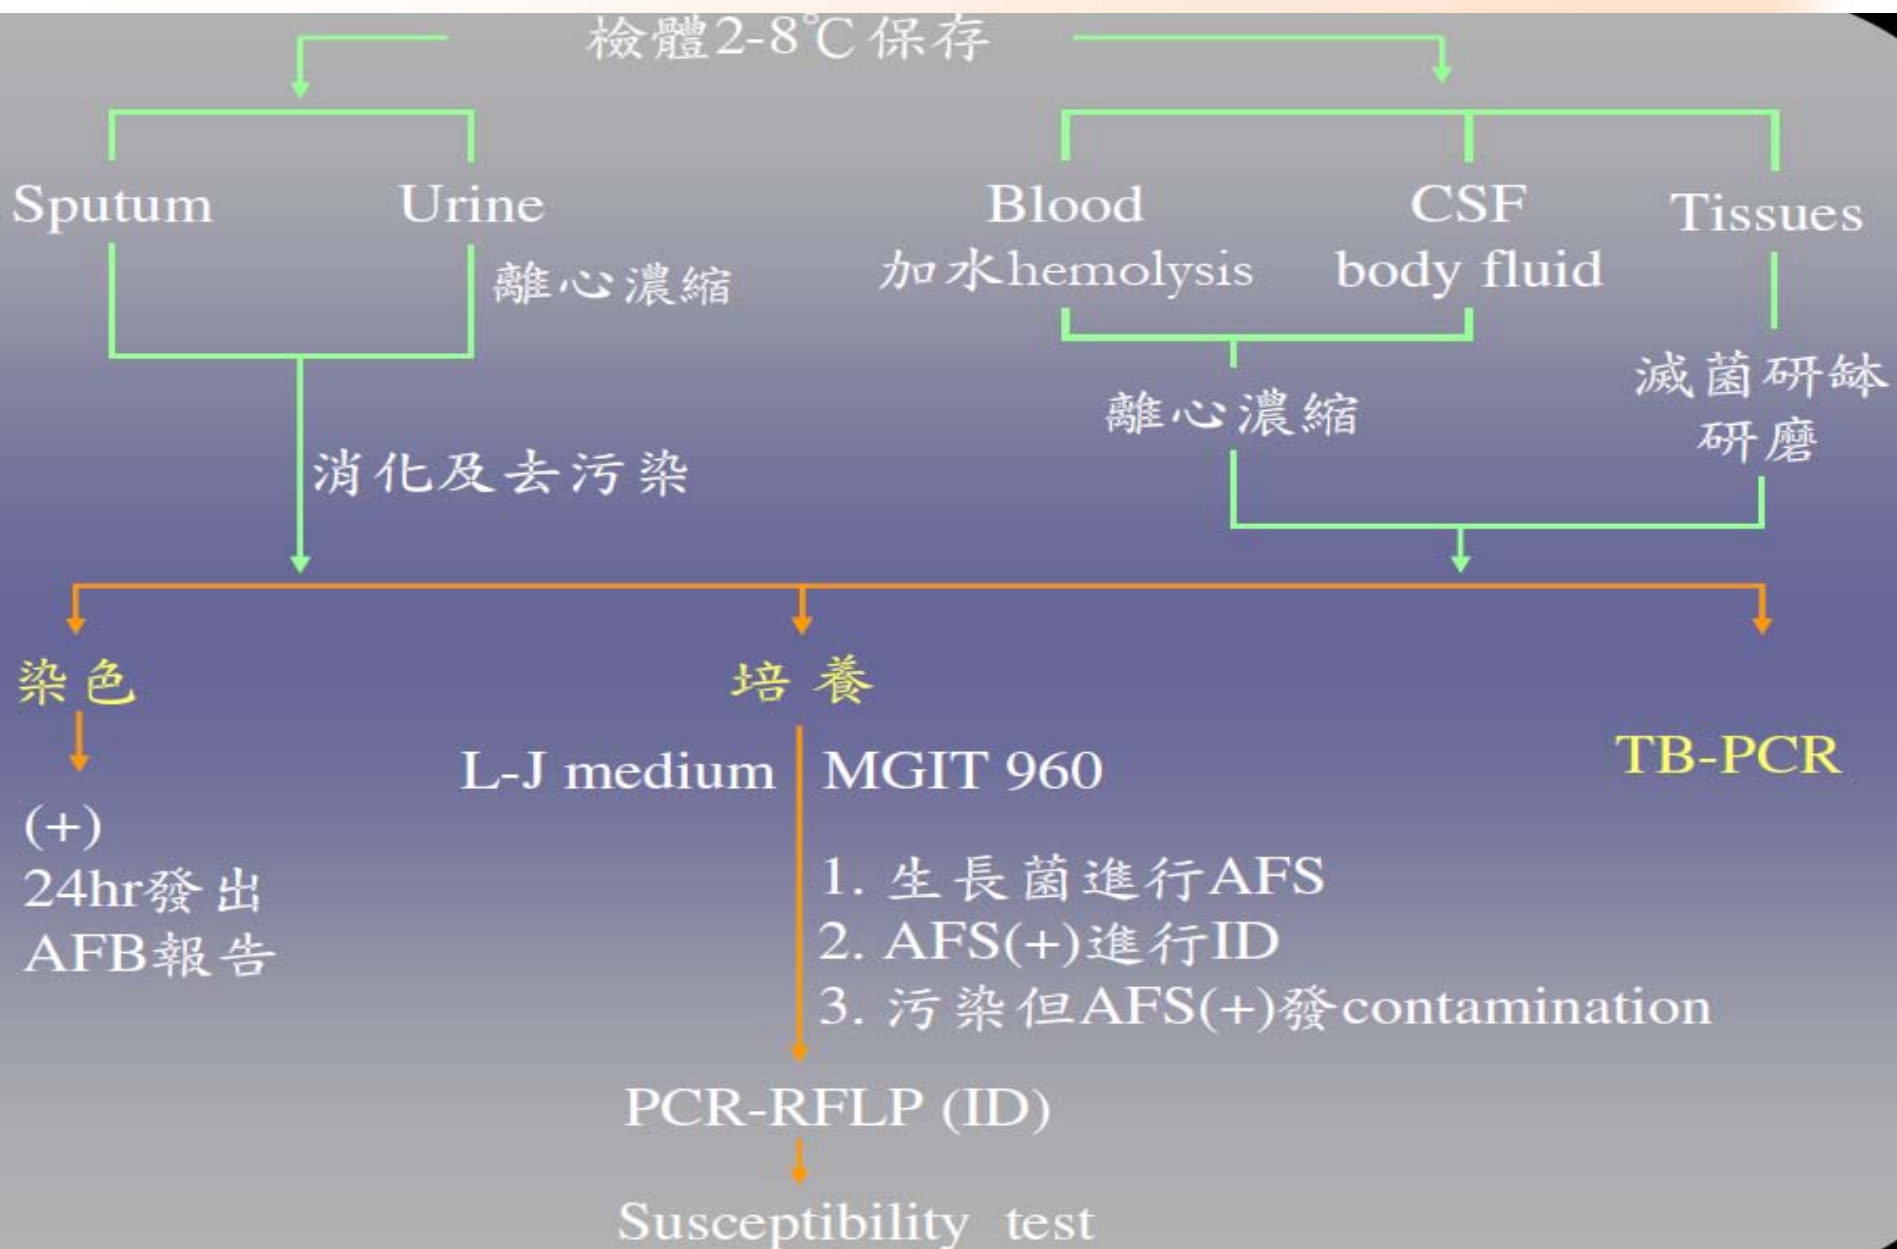 檢體2-8℃保存
Sputum
Urine
離心濃縮
消化及去污染
Blood
加水hemolysis
CSF
body fluid
Tissues
離心濃縮
滅菌研缽
研磨
染色
(+)
24hr發出
AFB報告
培養
L-J medium
MGIT 960
1. 生長菌進行AFS
2. AFS(+)進行ID
3. 污染但AFS(+)發contamination
PCR-RFLP (ID)
Susceptibility test
TB-PCR